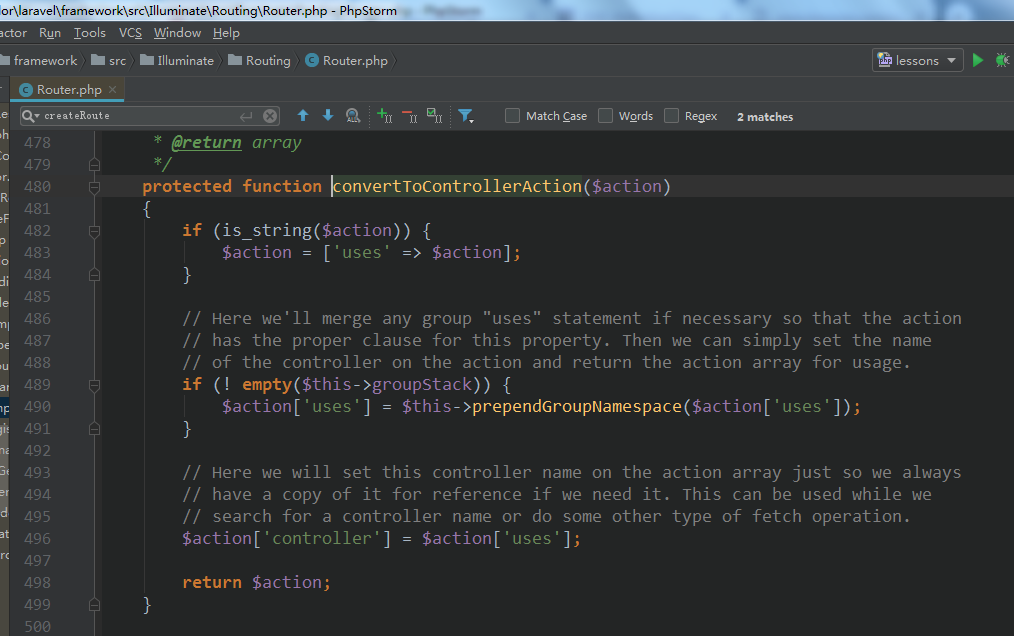 lor\laravel\framework\src\Illuminate\Routing\Router.php - PhpStorm
actor Run Tools VCS Window Help
framework src Illuminate Routing Router.php lessons
Router.php
createRoute Match Case Words Regex 2 matches
478 * @return array
479 */
480 protected function convertToControllerAction($action)
481 {
482 if (is_string($action)) {
483 $action = ['uses' => $action];
484 }
485
486 // Here we'll merge any group "uses" statement if necessary so that the action
487 // has the proper clause for this property. Then we can simply set the name
488 // of the controller on the action and return the action array for usage.
489 if (! empty($this->groupStack)) {
490 $action['uses'] = $this->prependGroupNamespace($action['uses']);
491 }
492
493 // Here we will set this controller name on the action array just so we always
494 // have a copy of it for reference if we need it. This can be used while we
495 // search for a controller name or do some other type of fetch operation.
496 $action['controller'] = $action['uses'];
497
498 return $action;
499 }
500